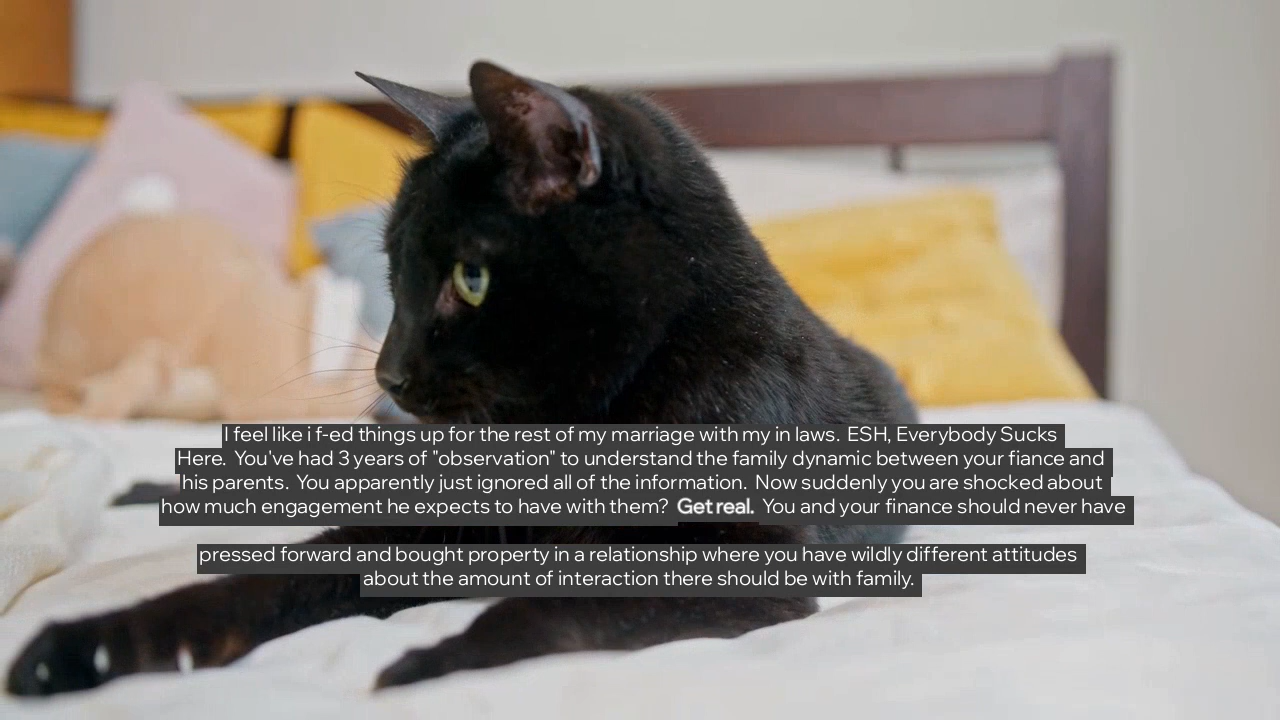 I feel like i f-ed things up for the rest of my marriage with my in laws. ESH, Everybody Sucks
Here. You've had 3 years of "observation" to understand the family dynamic between your fiance and
his parents. You apparently just ignored all of the information. Now suddenly you are shocked about
how much engagement he expects to have with them? Get real. You and your finance should never have
pressed forward and bought property in a relationship where you have wildly different attitudes
about the amount of interaction there should be with family.